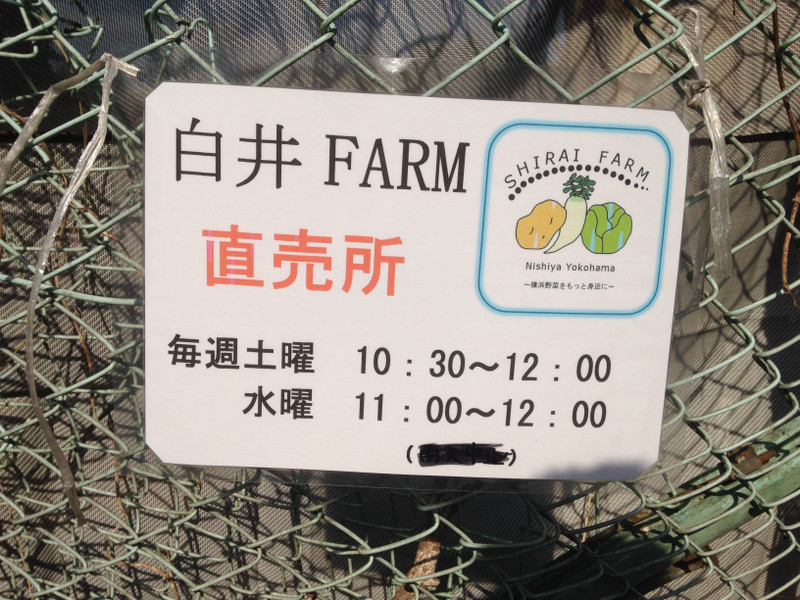 白井 FARM
SHIRAI FARM
Nishiya Yokohama
～横浜野菜をもっと身近に～
直売所
毎週土曜 10：30～12：00
水曜 11：00～12：00